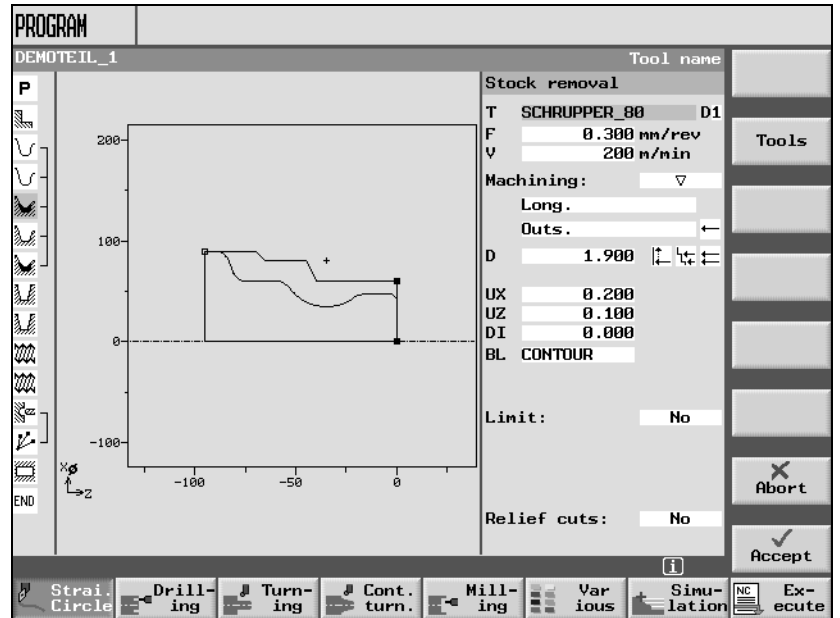 PROGRAM
DEMOTEIL_1
Tool name
P
END
200
100
0
-100
-100
-50
0
X⌀
Z
Stock removal
T SCHRUPPER_80 D1
F 0.300 mm/rev
V 200 m/min
Machining: ▽
Long.
Outs. ←
D 1.900
UX 0.200
UZ 0.100
DI 0.000
BL CONTOUR
Limit: No
Relief cuts: No
i
Tools
Abort
Accept
Strai.
Circle
Drill-
ing
Turn-
ing
Cont.
turn.
Mill-
ing
Var
ious
Simu-
lation
NC
Ex-
ecute